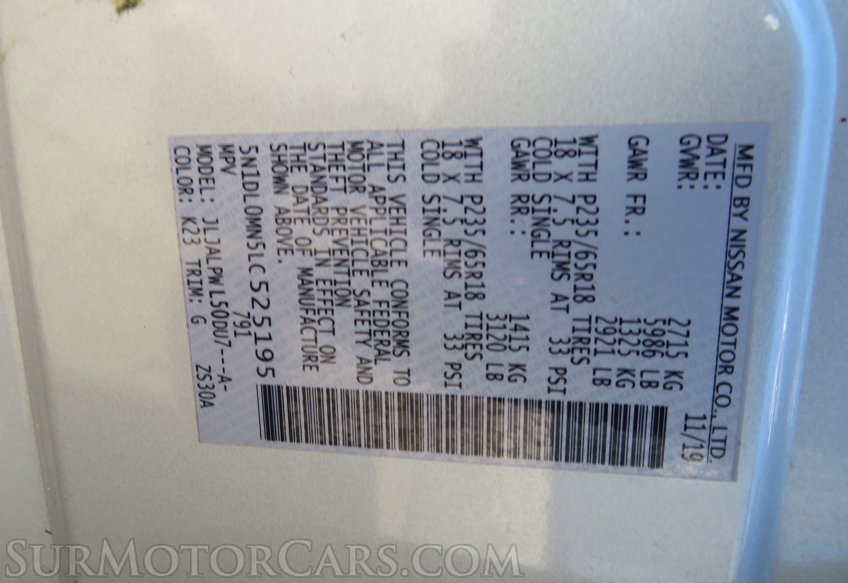 MFD BY NISSAN MOTOR CO., LTD.
DATE: 11/19
GVWR: 2715 KG
5986 LB
GAWR FR.: 1325 KG
2921 LB
WITH P235/65R18 TIRES
18 X 7.5 RIMS AT 33 PSI
COLD SINGLE
GAWR RR.: 1415 KG
3120 LB
WITH P235/65R18 TIRES
18 X 7.5 RIMS AT 33 PSI
COLD SINGLE
THIS VEHICLE CONFORMS TO
ALL APPLICABLE FEDERAL
MOTOR VEHICLE SAFETY AND
THEFT PREVENTION
STANDARDS IN EFFECT ON
THE DATE OF MANUFACTURE
SHOWN ABOVE.
5N1DL0MN5LC525195
MPV 791
MODEL: JLJALPWL50DU7---A-
COLOR: K23 TRIM: G ZS30A
SURMOTORCARS.COM